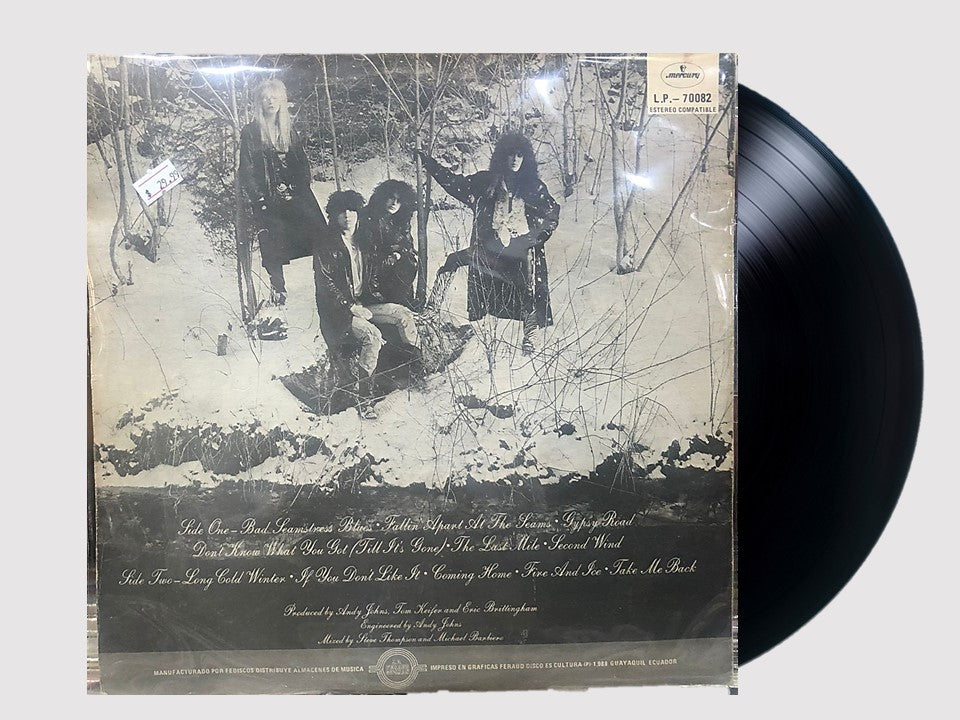 mercury
L.P.- 70082
ESTEREO COMPATIBLE
$ 29.99
Side One - Bad Seamstress Blues • Fallin' Apart At The Seams • Gypsy Road
Don't Know What You Got (Till It's Gone) • The Last Mile • Second Wind
Side Two - Long Cold Winter • If You Don't Like It • Coming Home • Fire And Ice • Take Me Back
Produced by Andy Johns, Tom Keifer and Eric Brittingham
Engineered by Andy Johns
Mixed by Steve Thompson and Michael Barbiero
MANUFACTURADO POR FEDISCOS DISTRIBUYE ALMACENES DE MUSICA
IMPRESO EN GRAFICAS FERAUD DISCO ES CULTURA (P) 1988 GUAYAQUIL ECUADOR